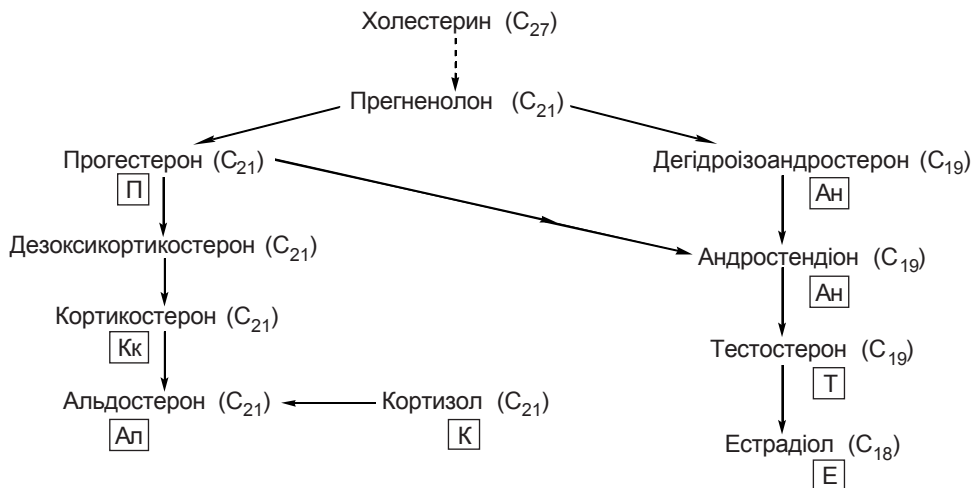 Холестерин (C27)
Прегненолон (C21)
Прогестерон (C21)
Дегідроізоандростерон (C19)
П
Ан
Дезоксикортикостерон (C21)
Андростендіон (C19)
Ан
Кортикостерон (C21)
Кк
Тестостерон (C19)
Т
Альдостерон (C21)
Кортизол (C21)
Ал
К
Естрадіол (C18)
Е